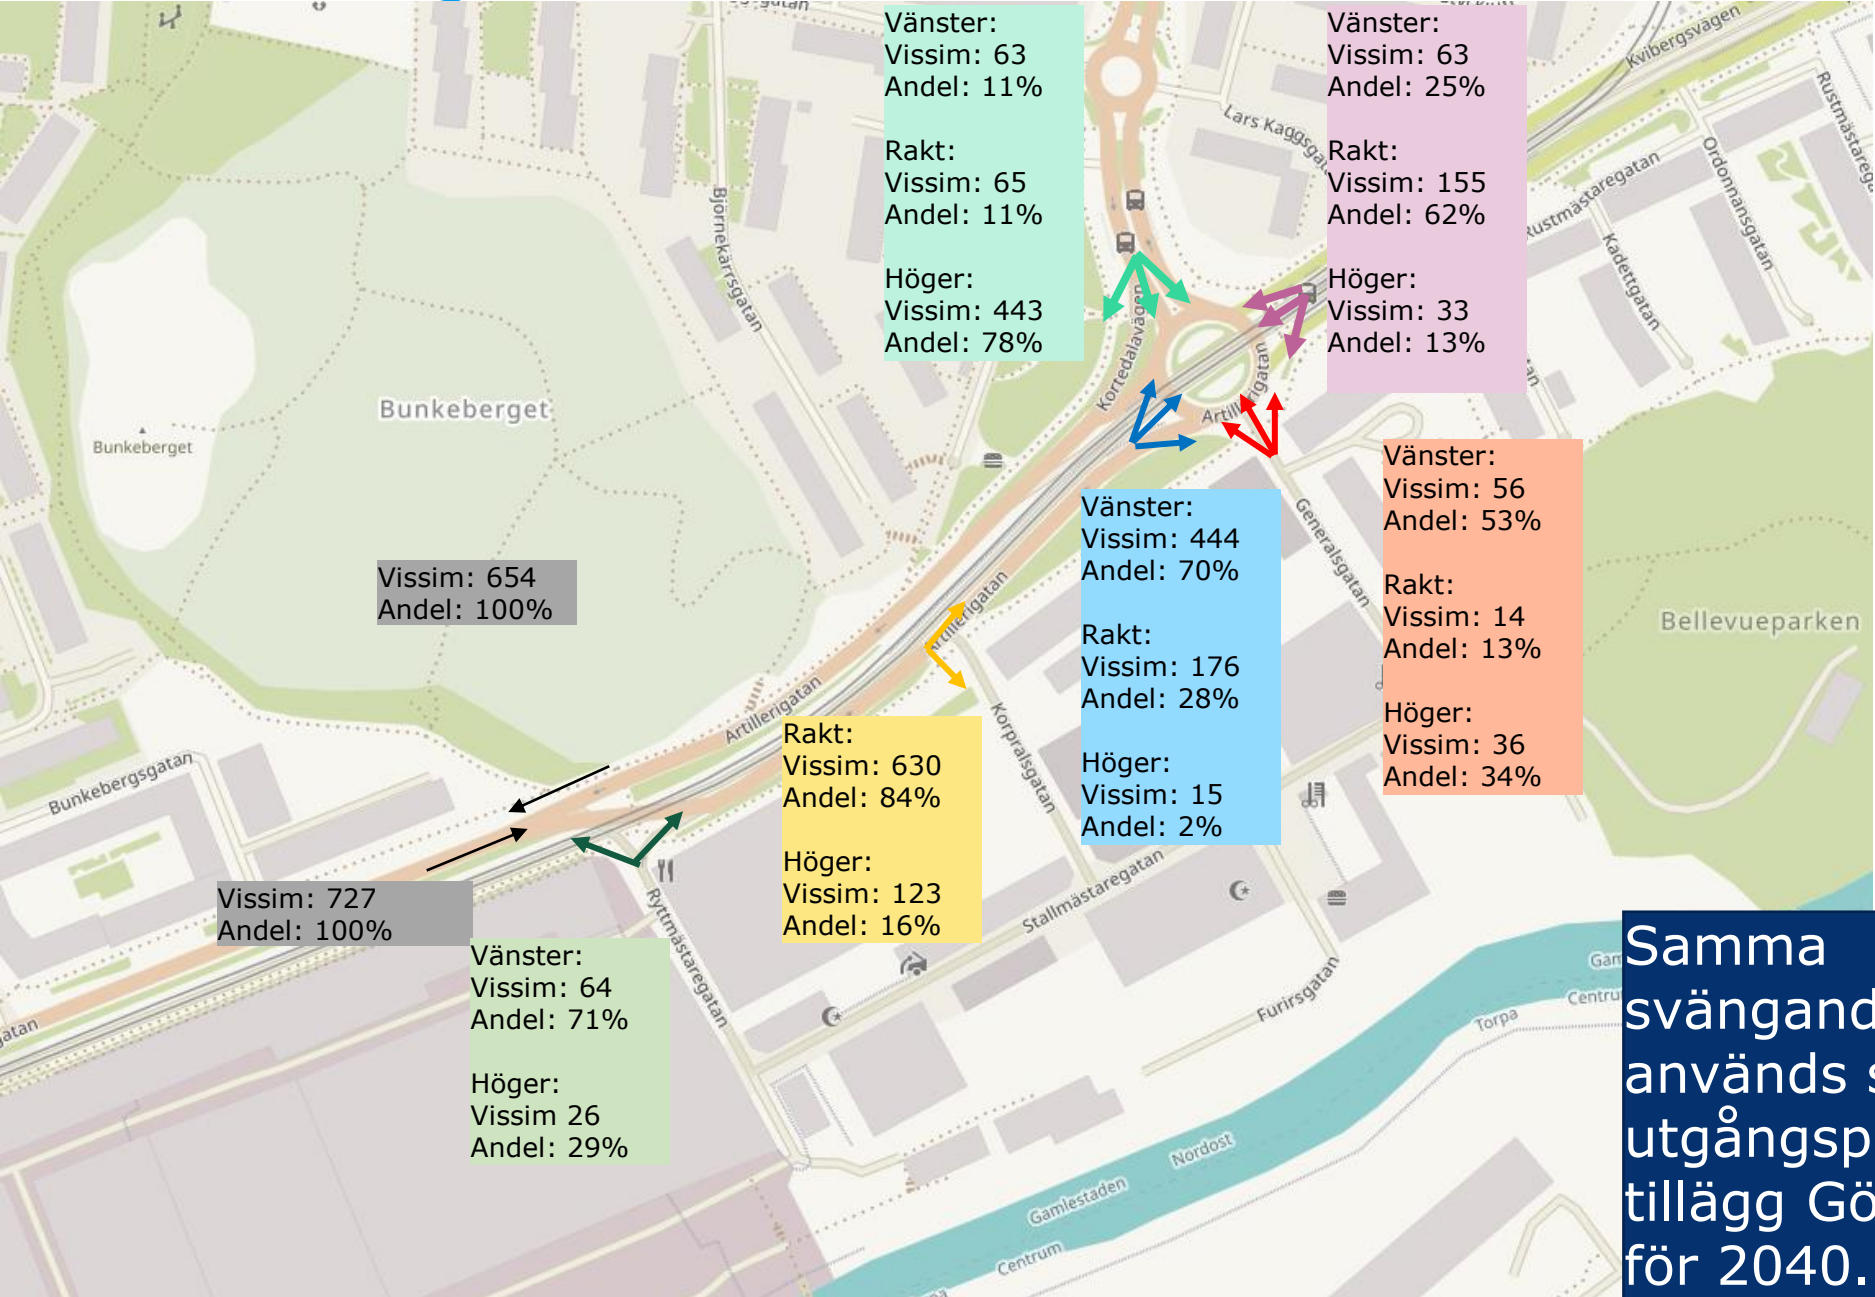 Vänster:
Vissim: 63
Andel: 11%
Rakt:
Vissim: 65
Andel: 11%
Höger:
Vissim: 443
Andel: 78%
Vänster:
Vissim: 63
Andel: 25%
Rakt:
Vissim: 155
Andel: 62%
Höger:
Vissim: 33
Andel: 13%
Kvibergsvägen
Rustmästaregatan
Ordonnansgatan
Kadettgatan
Rustmästareg
Lars Kaggsgat
Björnekärrsgatan
Kortedalavägen
Artillerigatan
Bunkeberget
Bunkeberget
Vissim: 654
Andel: 100%
Vänster:
Vissim: 444
Andel: 70%
Rakt:
Vissim: 176
Andel: 28%
Höger:
Vissim: 15
Andel: 2%
Vänster:
Vissim: 56
Andel: 53%
Rakt:
Vissim: 14
Andel: 13%
Höger:
Vissim: 36
Andel: 34%
Generalsgatan
Bellevueparken
Artillerigatan
Artillerigatan
Korpralsgatan
Bunkebergsgatan
Rakt:
Vissim: 630
Andel: 84%
Höger:
Vissim: 123
Andel: 16%
Vissim: 727
Andel: 100%
Vänster:
Vissim: 64
Andel: 71%
Höger:
Vissim 26
Andel: 29%
Ryttmästaregatan
Stallmästaregatan
Furirsgatan
gatan
Torpa
Nordost
Gamlestaden
Centrum
Gam
Centru
Samma
svängand
används s
utgångsp
tillägg Gö
för 2040.